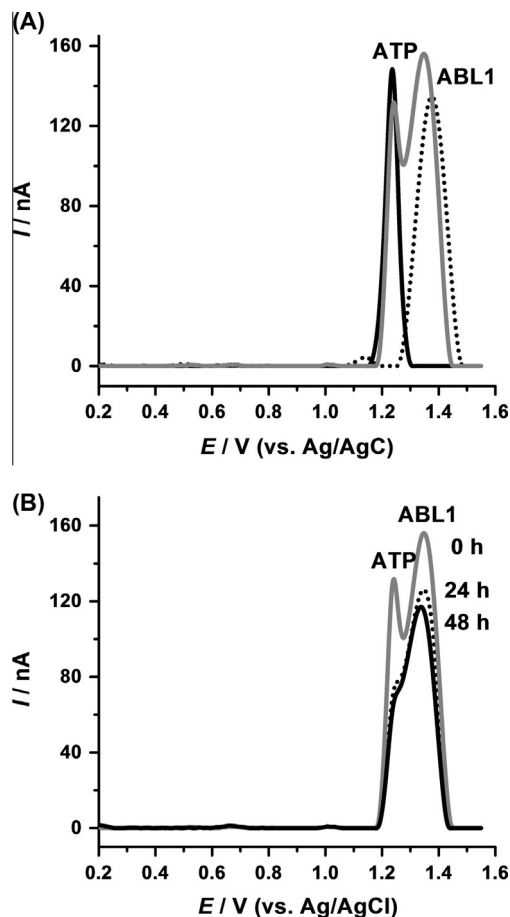 (A)
ATP
ABL1
160
120
80
40
0
I / nA
0.2 0.4 0.6 0.8 1.0 1.2 1.4 1.6
E / V (vs. Ag/AgC)
(B)
ABL1
ATP
0 h
24 h
48 h
160
120
80
40
0
I / nA
0.2 0.4 0.6 0.8 1.0 1.2 1.4 1.6
E / V (vs. Ag/AgCl)